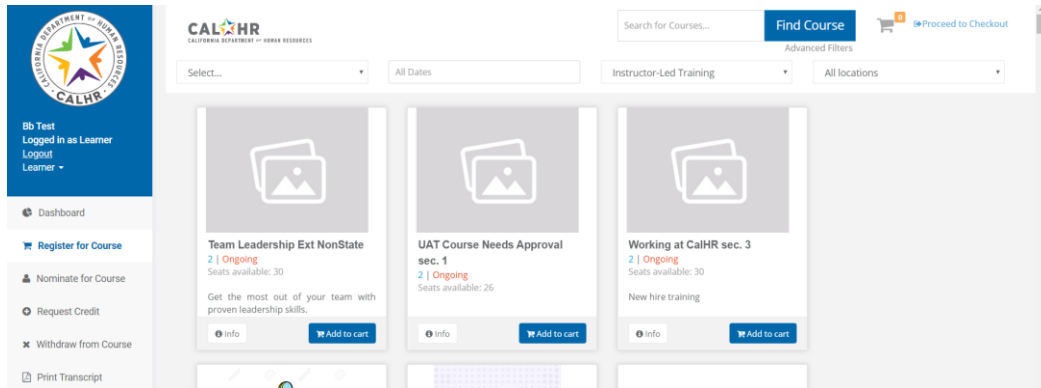 CALIFORNIA DEPARTMENT OF HUMAN RESOURCES
CALHR
Bb Test
Logged in as Learner
Logout
Learner
Dashboard
Register for Course
Nominate for Course
Request Credit
Withdraw from Course
Print Transcript
CALHR
CALIFORNIA DEPARTMENT OF HUMAN RESOURCES
Search for Courses...
Find Course
0
Proceed to Checkout
Advanced Filters
Select...
All Dates
Instructor-Led Training
All locations
Team Leadership Ext NonState
2 | Ongoing
Seats available: 30
Get the most out of your team with
proven leadership skills.
Info
Add to cart
UAT Course Needs Approval
sec. 1
2 | Ongoing
Seats available: 26
Info
Add to cart
Working at CalHR sec. 3
2 | Ongoing
Seats available: 30
New hire training
Info
Add to cart